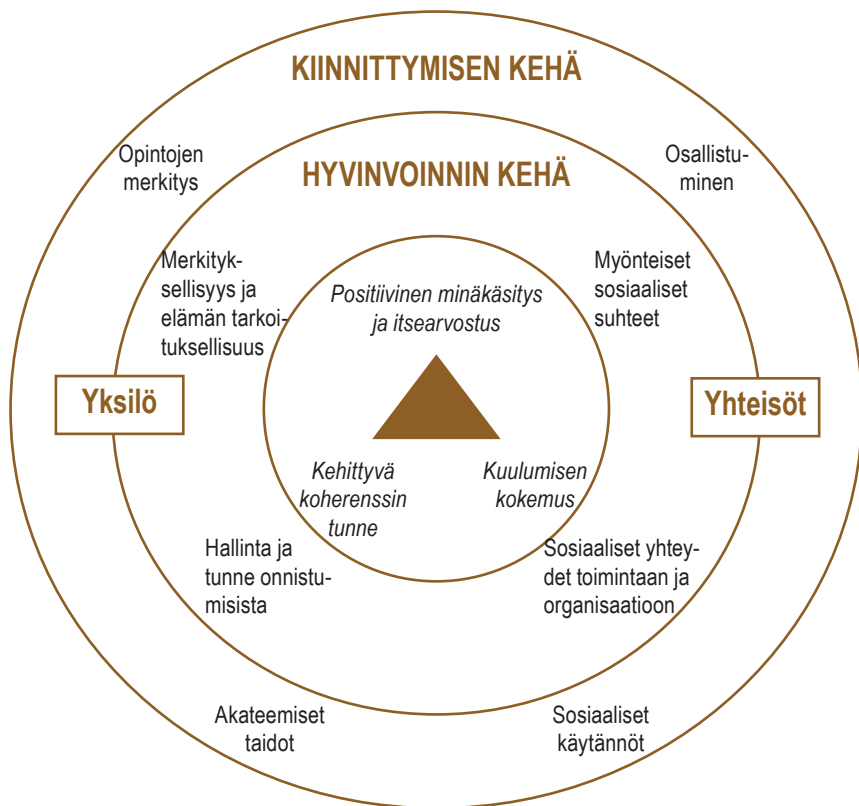 KIINNITTYMISEN KEHÄ
Opintojen
merkitys
Osallistu-
minen
HYVINVOINNIN KEHÄ
Merkityk-
sellisyys ja
elämän tarkoi-
tuksellisuus
Positiivinen minäkäsitys
ja itsearvostus
Myönteiset
sosiaaliset
suhteet
Yksilö
Yhteisöt
Kehittyvä
koherenssin
tunne
Kuulumisen
kokemus
Hallinta ja
tunne onnistu-
misista
Sosiaaliset yhtey-
det toimintaan ja
organisaatioon
Akateemiset
taidot
Sosiaaliset
käytännöt